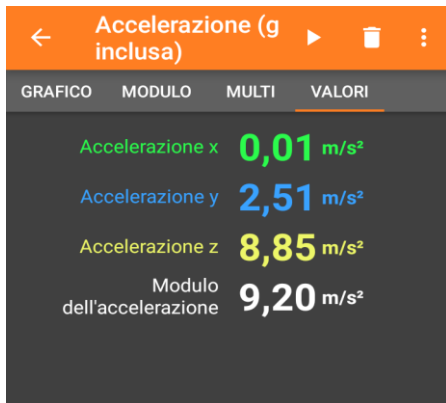 Accelerazione (g
inclusa)
GRAFICO MODULO MULTI VALORI
Accelerazione x 0,01 m/s²
Accelerazione y 2,51 m/s²
Accelerazione z 8,85 m/s²
Modulo
dell'accelerazione 9,20 m/s²